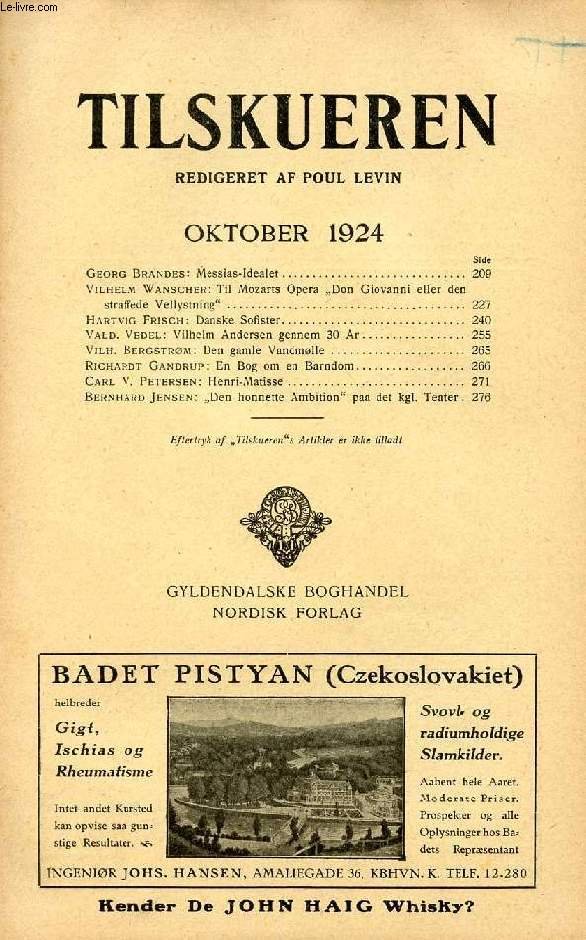 Le-livre.com
TILSKUEREN
REDIGERET AF POUL LEVIN
OKTOBER 1924
Side
GEORG BRANDES: Messias-Idealet 209
VILHELM WANSCHER: Til Mozarts Opera „Don Giovanni eller den
straffede Vellystning“ 227
HARTVIG FRISCH: Danske Sofister 240
VALD. VEDEL: Vilhelm Andersen gennem 30 Aar 255
VILH. BERGSTRØM: Den gamle Vandmølle 265
RICHARDT GANDRUP: En Bog om en Barndom 266
CARL V. PETERSEN: Henri-Matisse 271
BERNHARD JENSEN: „Den honnette Ambition“ paa det kgl. Teater. 276
Eftertryk af „Tilskueren“s Artikler er ikke tilladt
GYLDENDALSKE BOGHANDEL
NORDISK FORLAG
BADET PISTYAN (Czekoslovakiet)
helbreder
Gigt,
Ischias og
Rheumatisme
Intet andet Kursted
kan opvise saa gun-
stige Resultater.
Svovl- og
radiumholdige
Slamkilder.
Aabent hele Aaret.
Moderate Priser.
Prospekter og alle
Oplysninger hos Ba-
dets Repræsentant
INGENIØR JOHS. HANSEN, AMALIEGADE 36, KBHVN. K. TELF. 12.280
Kender De JOHN HAIG Whisky?